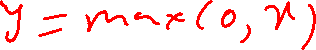 y = max(0, x)